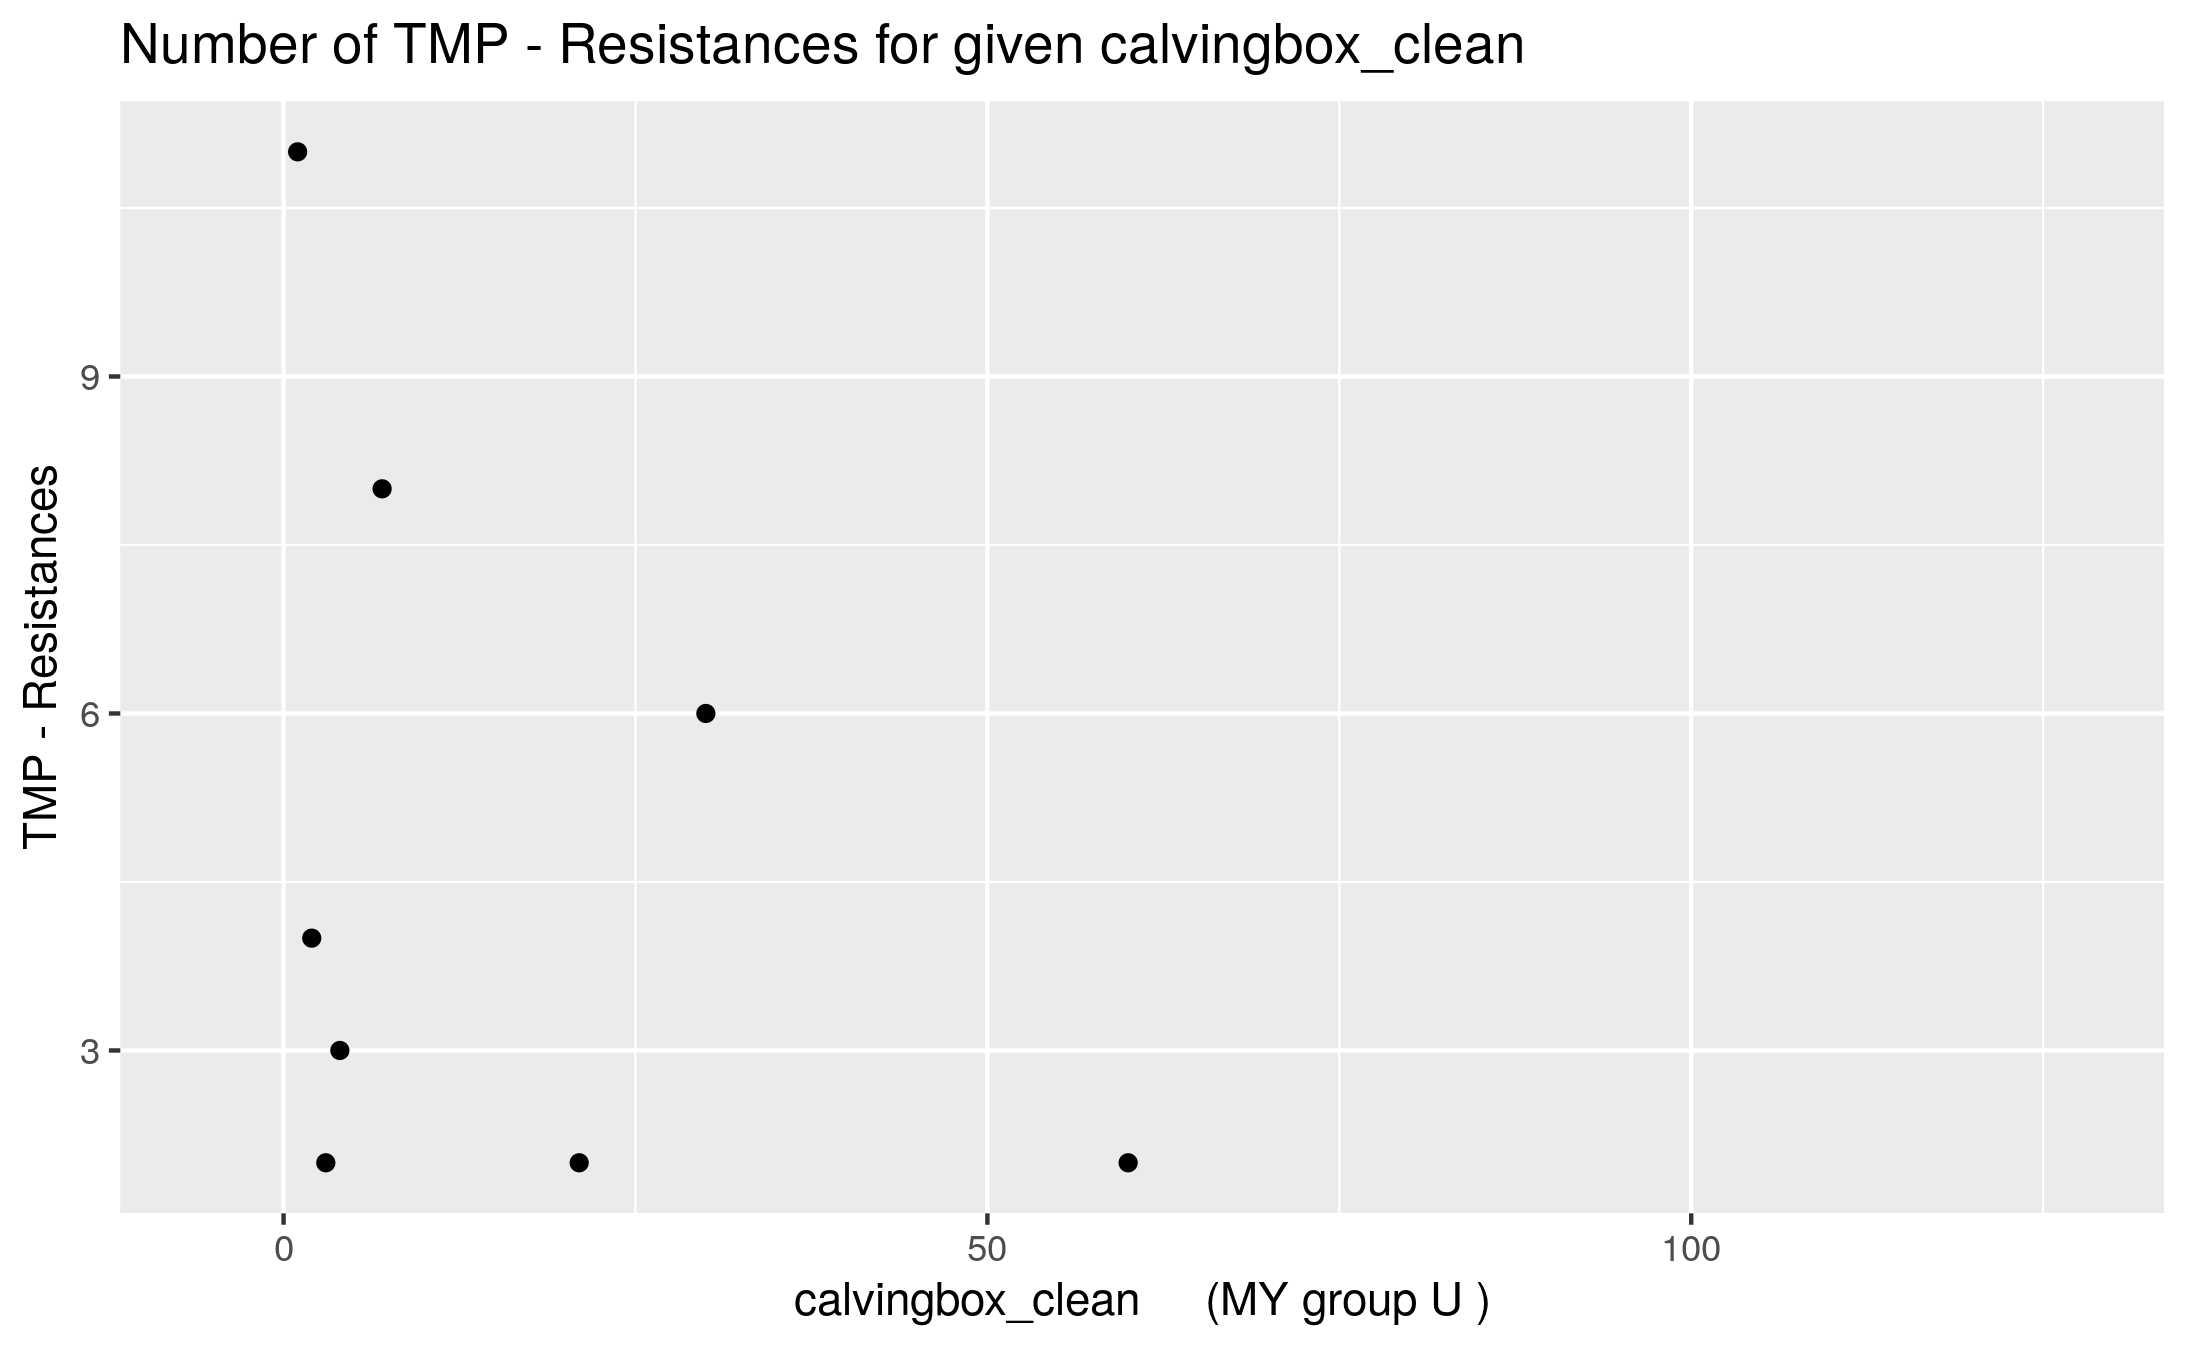 Number of TMP - Resistances for given calvingbox_clean
TMP - Resistances
9
6
3
0 50 100
calvingbox_clean (MY group U )